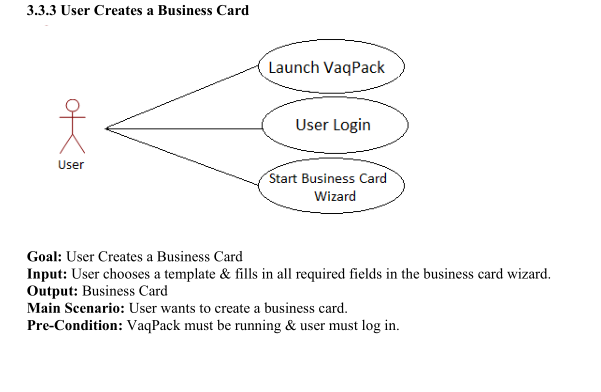 3.3.3 User Creates a Business Card
Launch VaqPack
User Login
User
Start Business Card
Wizard
Goal: User Creates a Business Card
Input: User chooses a template & fills in all required fields in the business card wizard.
Output: Business Card
Main Scenario: User wants to create a business card.
Pre-Condition: VaqPack must be running & user must log in.